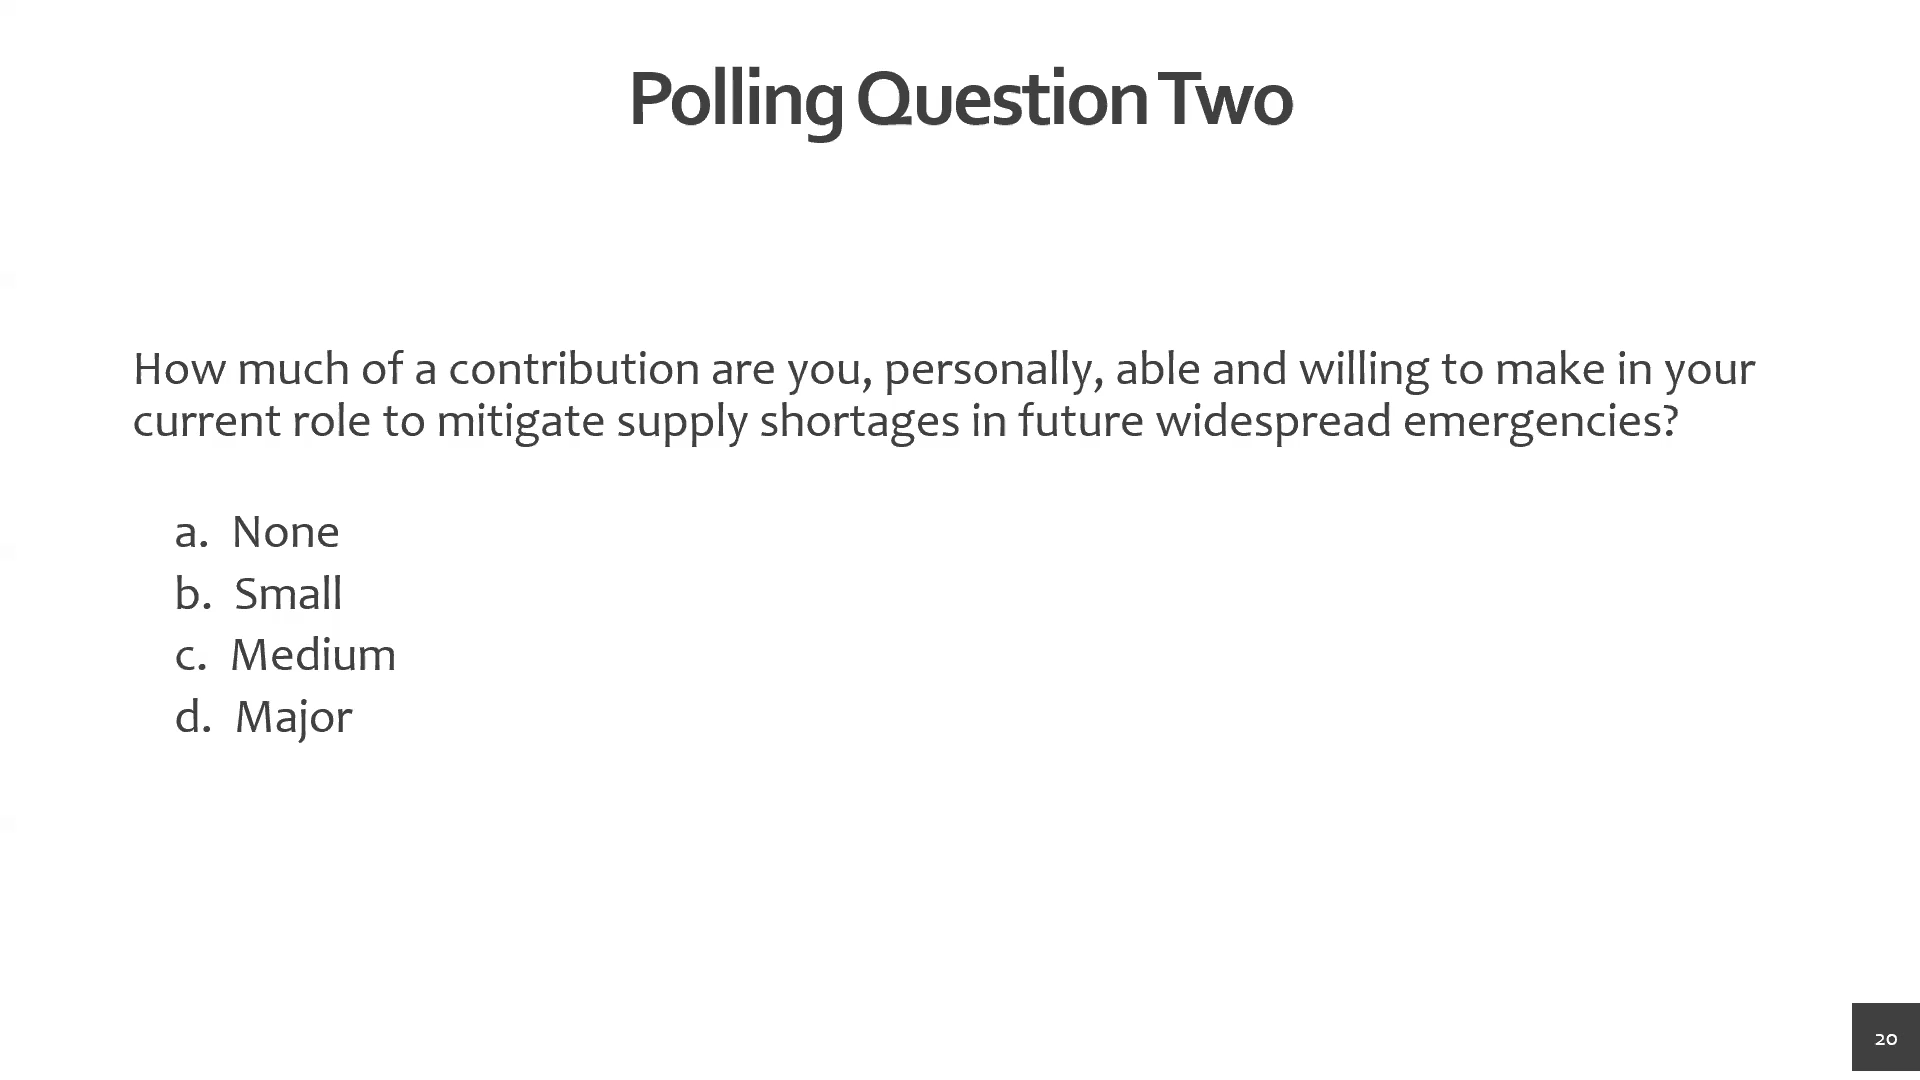 Polling Question Two
How much of a contribution are you, personally, able and willing to make in your
current role to mitigate supply shortages in future widespread emergencies?
a. None
b. Small
c. Medium
d. Major
20